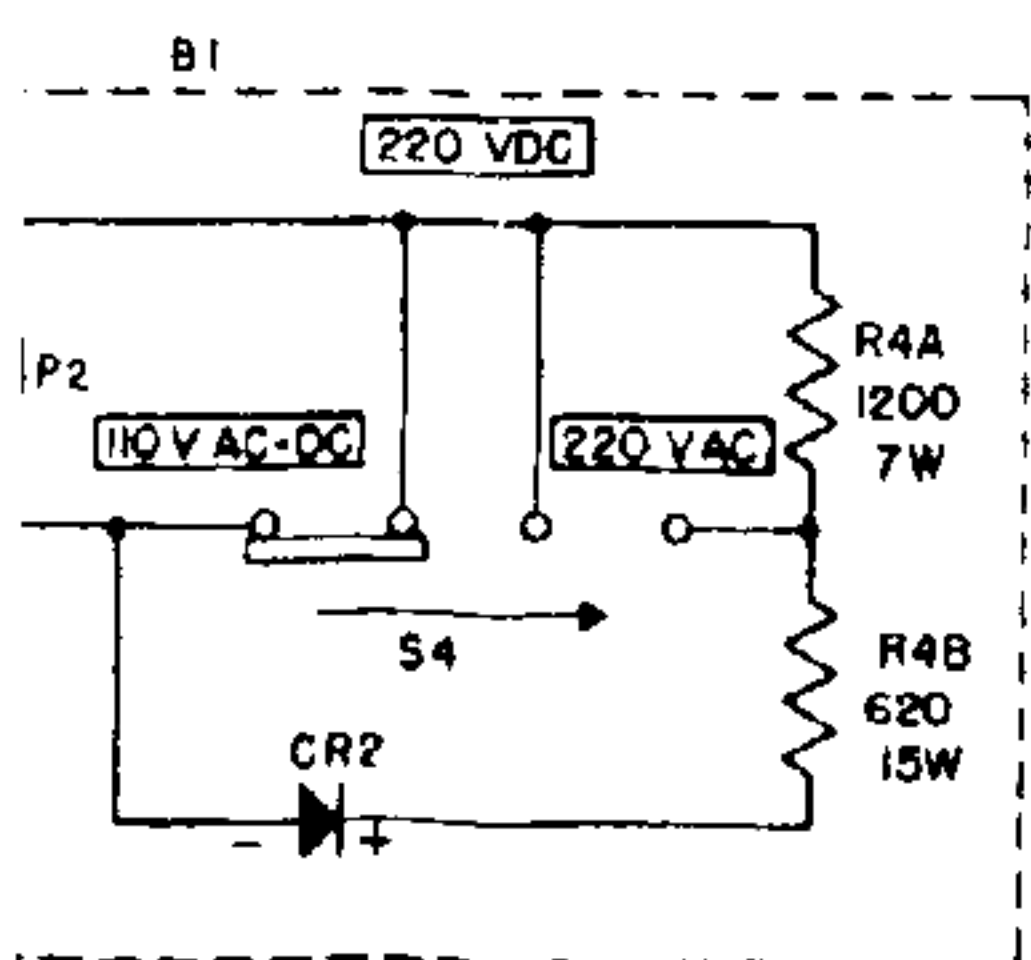 B1
220 VDC
P2
110 V AC-DC
220 VAC
R4A
1200
7W
S4
R4B
620
15W
CR2
- +